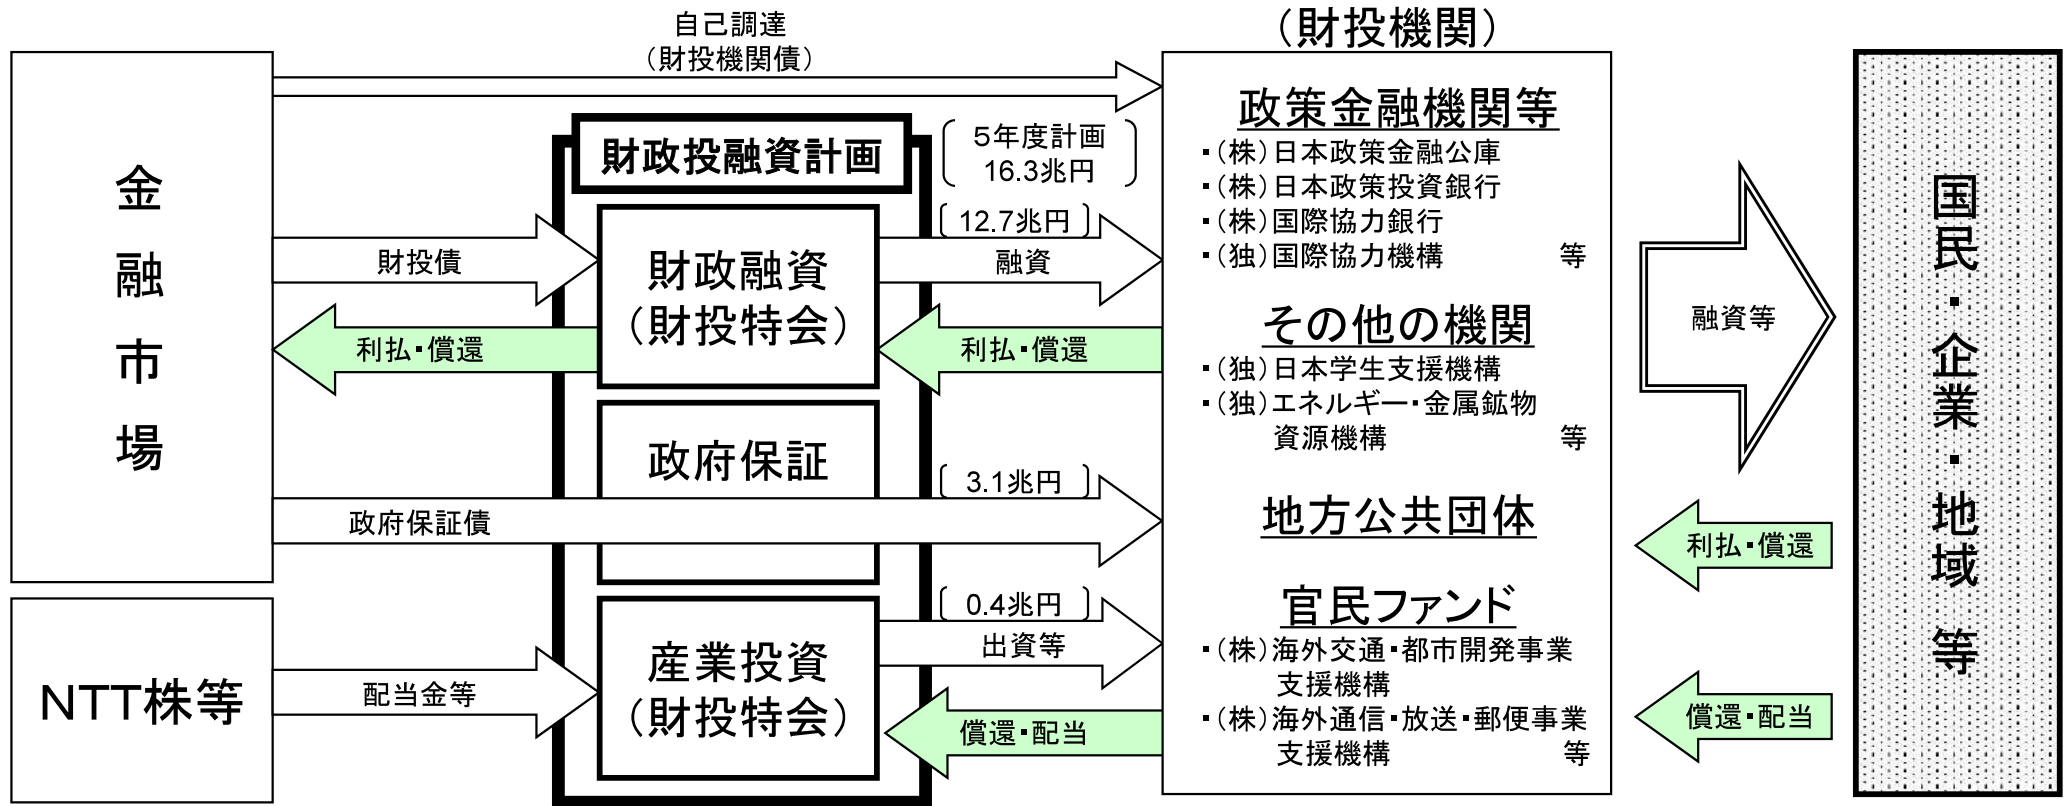 自己調達
（財投機関債）
（財投機関）
金融市場
財政投融資計画
5年度計画
16.3兆円
財投債
財政融資
（財投特会）
12.7兆円
融資
利払・償還
利払・償還
政府保証
政府保証債
3.1兆円
NTT株等
配当金等
産業投資
（財投特会）
0.4兆円
出資等
償還・配当
政策金融機関等
・（株）日本政策金融公庫
・（株）日本政策投資銀行
・（株）国際協力銀行
・（独）国際協力機構　等
その他の機関
・（独）日本学生支援機構
・（独）エネルギー・金属鉱物
資源機構　等
地方公共団体
官民ファンド
・（株）海外交通・都市開発事業
支援機構
・（株）海外通信・放送・郵便事業
支援機構　等
融資等
利払・償還
償還・配当
国民・企業・地域 等